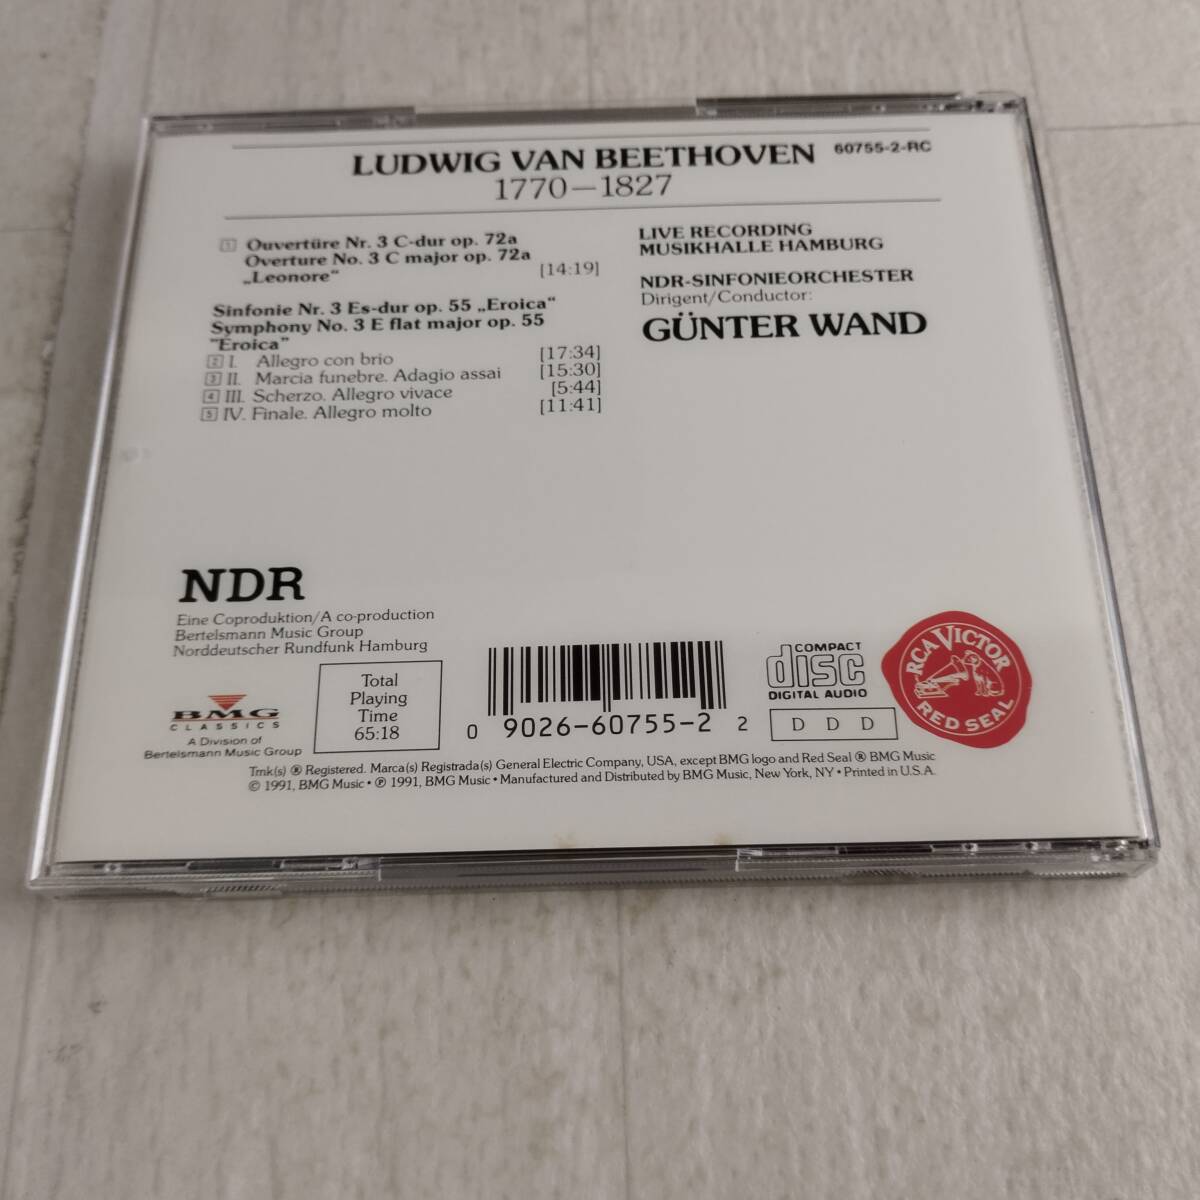 LUDWIG VAN BEETHOVEN
60755-2-RC
1770—1827
1 Ouvertüre Nr. 3 C-dur op. 72a
Overture No. 3 C major op. 72a
„Leonore“ [14:19]
Sinfonie Nr. 3 Es-dur op. 55 „Eroica“
Symphony No. 3 E flat major op. 55
"Eroica"
2 I. Allegro con brio [17:34]
3 II. Marcia funebre. Adagio assai [15:30]
4 III. Scherzo. Allegro vivace [5:44]
5 IV. Finale. Allegro molto [11:41]
LIVE RECORDING
MUSIKHALLE HAMBURG
NDR-SINFONIEORCHESTER
Dirigent/Conductor:
GÜNTER WAND
NDR
Eine Coproduktion/A co-production
Bertelsmann Music Group
Norddeutscher Rundfunk Hamburg
BMG
CLASSICS
A Division of
Bertelsmann Music Group
Total
Playing
Time
65:18
0 9026-60755-2 2
COMPACT
disc
DIGITAL AUDIO
D D D
RCA VICTOR
RED SEAL
Tmk(s) ® Registered. Marca(s) Registrada(s) General Electric Company, USA, except BMG logo and Red Seal ® BMG Music
© 1991, BMG Music • ℗ 1991, BMG Music • Manufactured and Distributed by BMG Music, New York, NY • Printed in U.S.A.